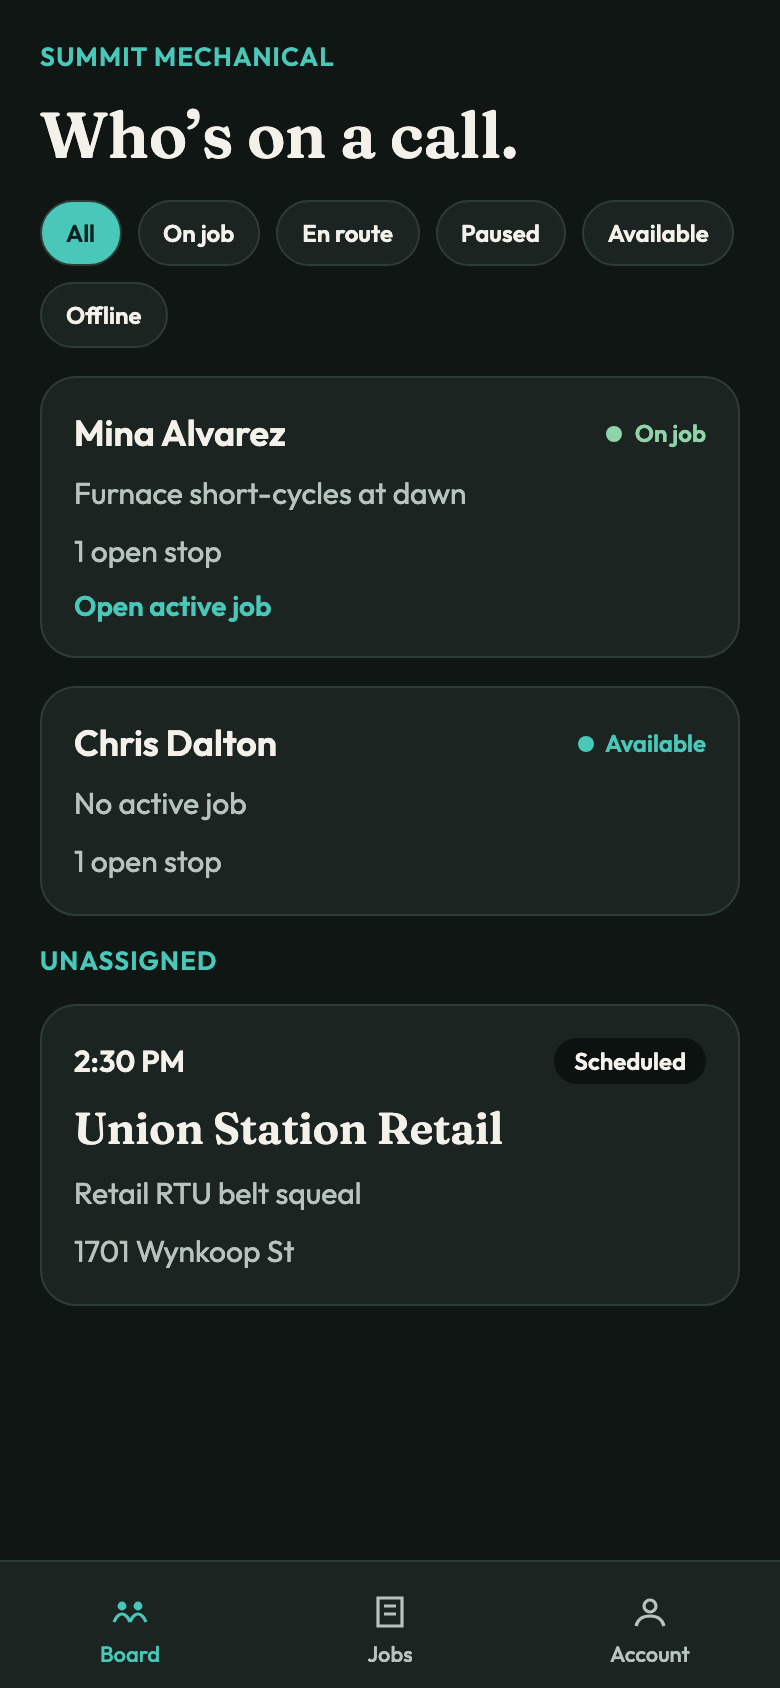 SUMMIT MECHANICAL
Who’s on a call.
All On job En route Paused Available
Offline
Mina Alvarez On job
Furnace short-cycles at dawn
1 open stop
Open active job
Chris Dalton Available
No active job
1 open stop
UNASSIGNED
2:30 PM Scheduled
Union Station Retail
Retail RTU belt squeal
1701 Wynkoop St
Board Jobs Account